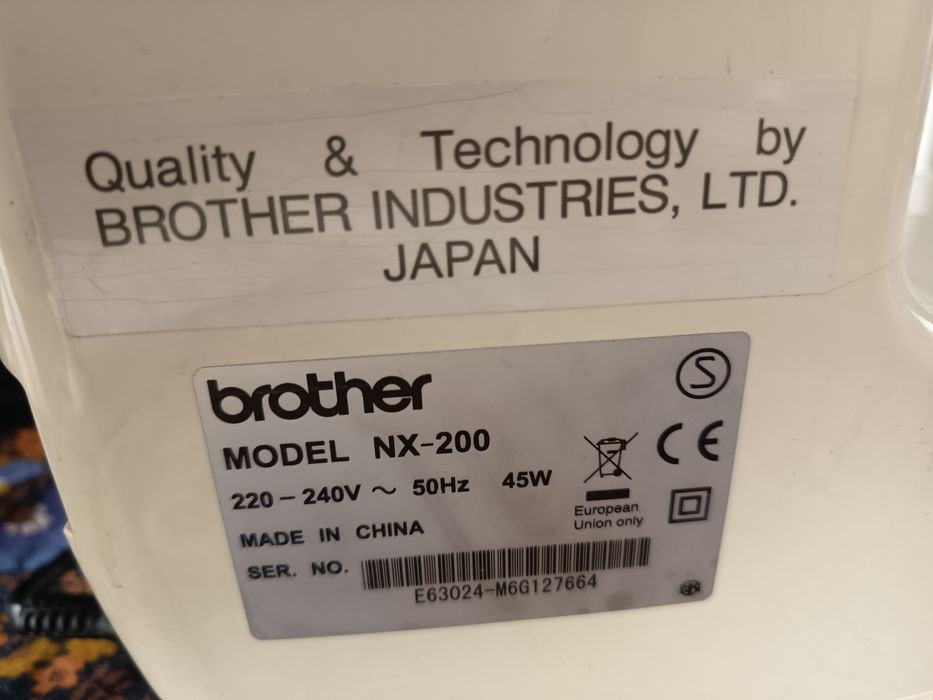 Quality & Technology by
BROTHER INDUSTRIES, LTD.
JAPAN
brother
S
MODEL NX-200
CE
220-240V ~ 50Hz 45W
European
Union only
MADE IN CHINA
SER. NO.
E63024-M6G127664